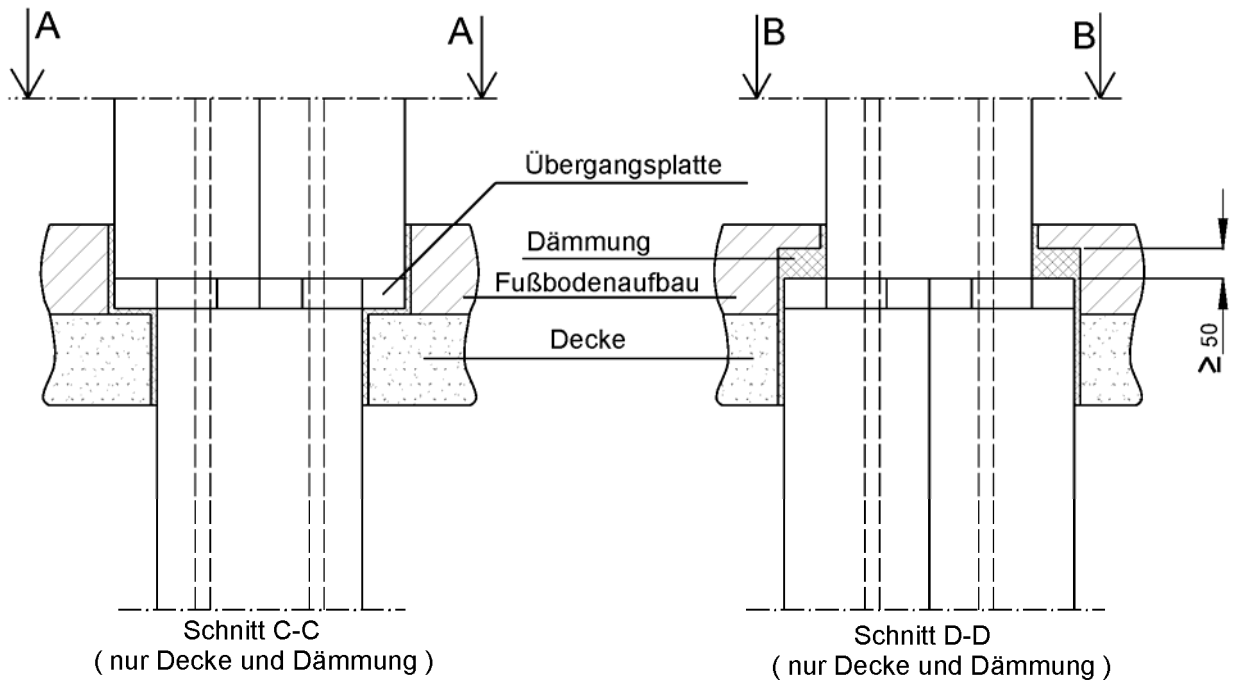 A
A
B
B
Übergangsplatte
Dämmung
Fußbodenaufbau
Decke
≥ 50
Schnitt C-C
( nur Decke und Dämmung )
Schnitt D-D
( nur Decke und Dämmung )